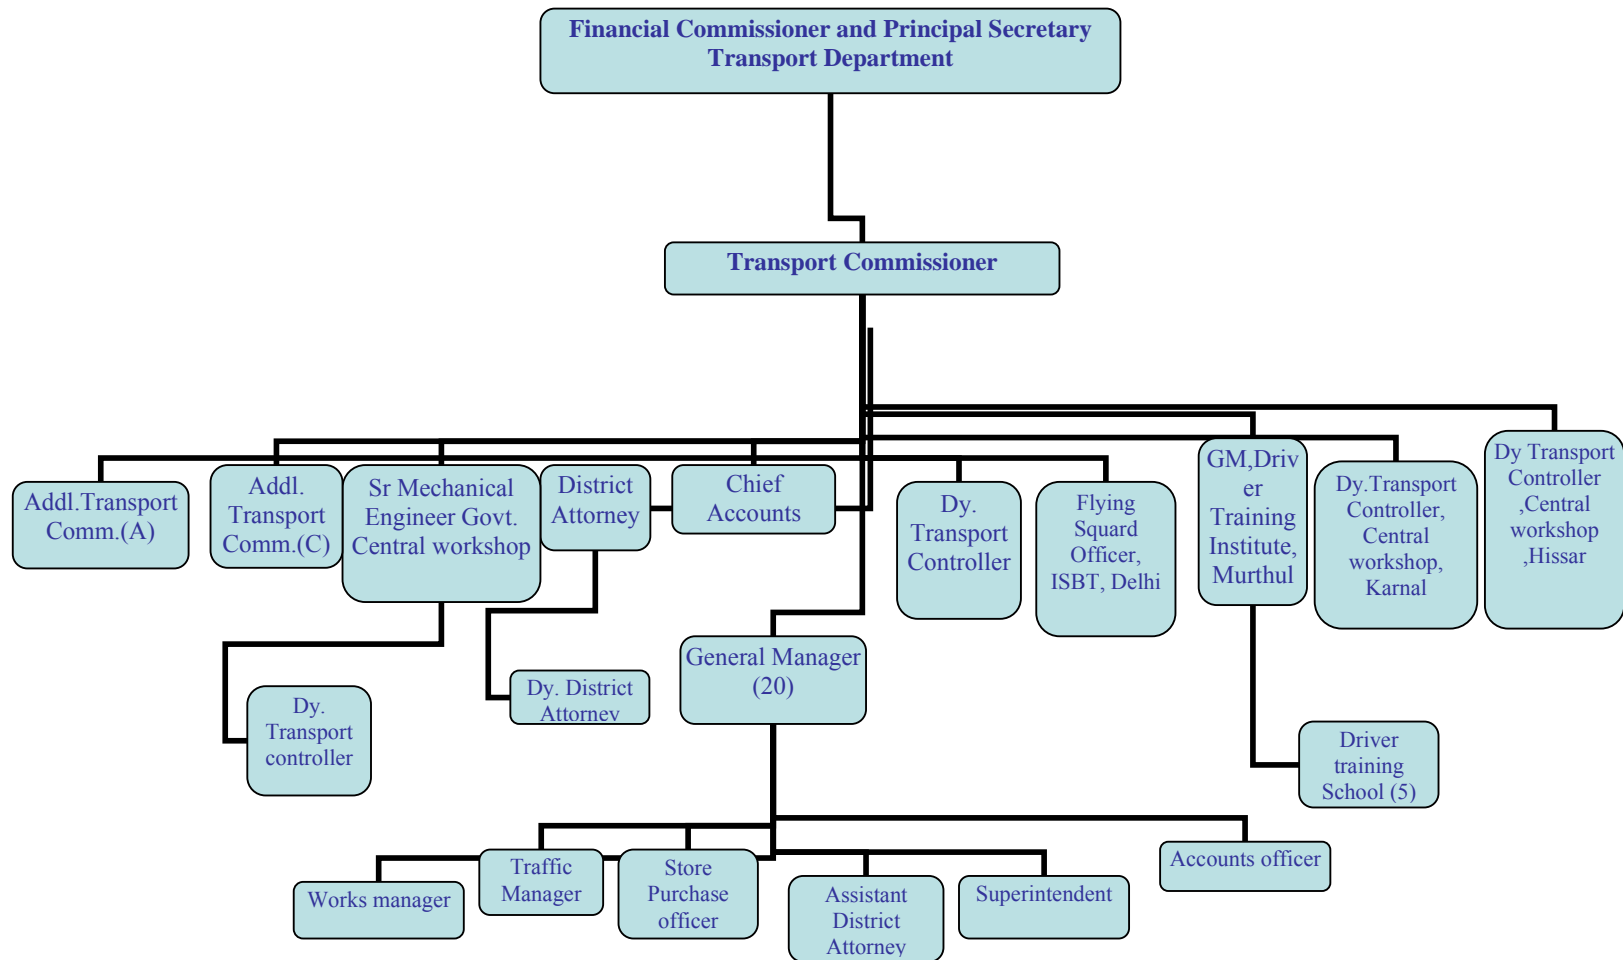 Financial Commissioner and Principal Secretary
Transport Department
Transport Commissioner
Addl.Transport
Comm.(A)
Addl.
Transport
Comm.(C)
Sr Mechanical
Engineer Govt.
Central workshop
District
Attorney
Chief
Accounts
Dy.
Transport
Controller
Flying
Squard
Officer,
ISBT, Delhi
GM,Driv
er
Training
Institute,
Murthul
Dy.Transport
Controller,
Central
workshop,
Karnal
Dy Transport
Controller
,Central
workshop
,Hissar
Dy.
Transport
controller
Dy. District
Attorney
General Manager
(20)
Driver
training
School (5)
Works manager
Traffic
Manager
Store
Purchase
officer
Assistant
District
Attorney
Superintendent
Accounts officer